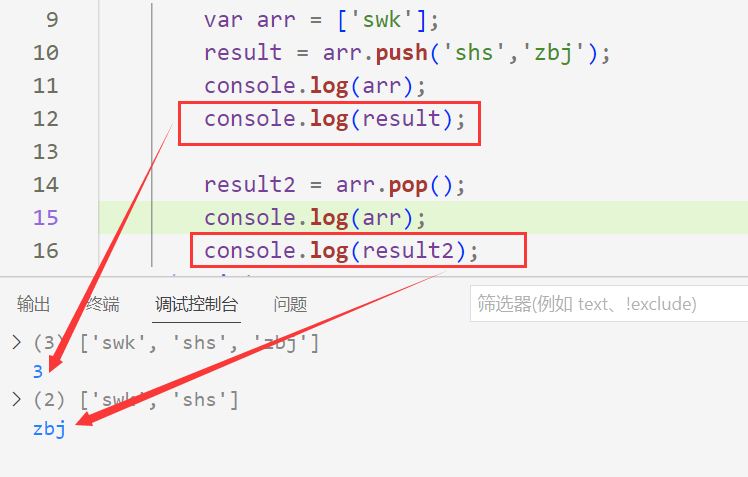 9 var arr = ['swk'];
10 result = arr.push('shs','zbj');
11 console.log(arr);
12 console.log(result);
13
14 result2 = arr.pop();
15 console.log(arr);
16 console.log(result2);
输出 终端 调试控制台 问题 筛选器(例如 text、!exclude)
> (3) ['swk', 'shs', 'zbj']
3
> (2) ['swk', 'shs']
zbj